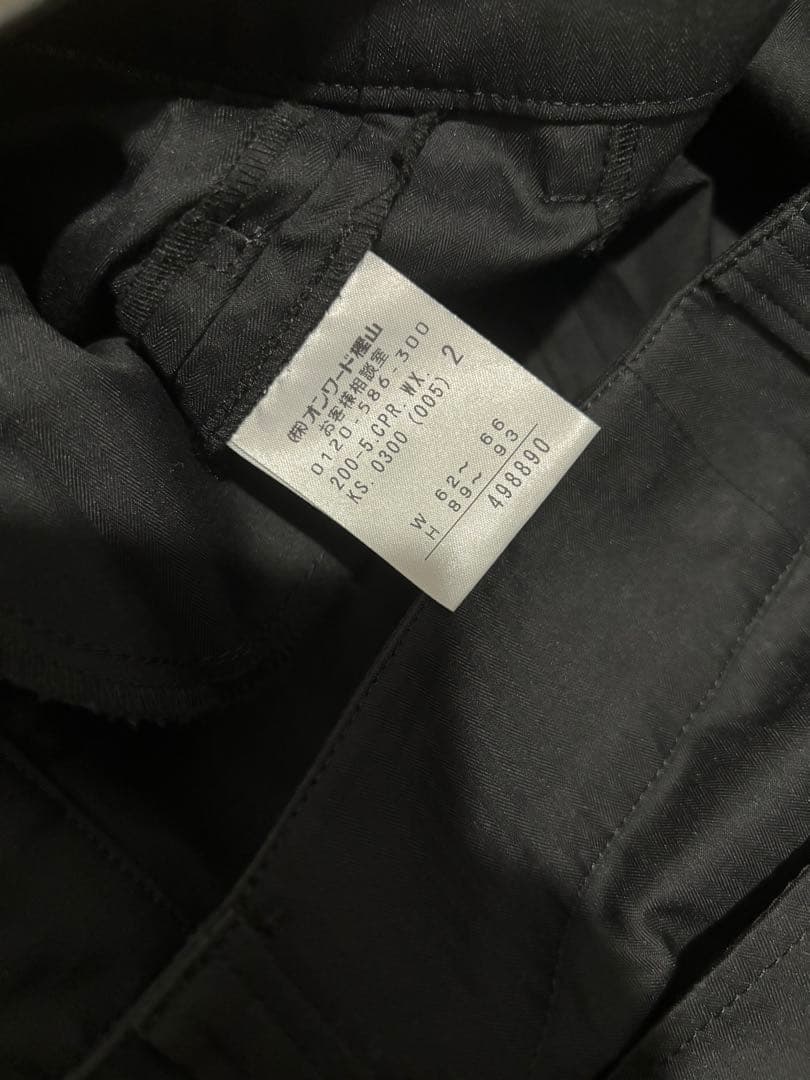 (株)オンワード樫山
お客様相談室
0120-586-300
200-5.CPR.WX. 2
KS. 0300 (005)
W 62～ 66
H 89～ 93
498890